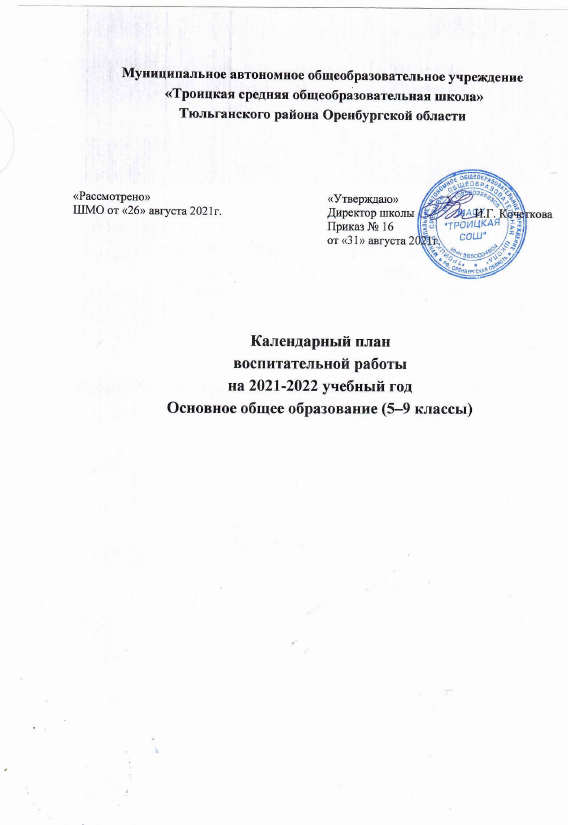 Муниципальное автономное общеобразовательное учреждение
«Троицкая средняя общеобразовательная школа»
Тюльганского района Оренбургской области
«Рассмотрено»
ШМО от «26» августа 2021г.
«Утверждаю»
Директор школы И.Г. Кочеткова
Приказ № 16
от «31» августа 2021г.
"ТРОИЦКАЯ
СОШ"
Календарный план
воспитательной работы
на 2021-2022 учебный год
Основное общее образование (5–9 классы)